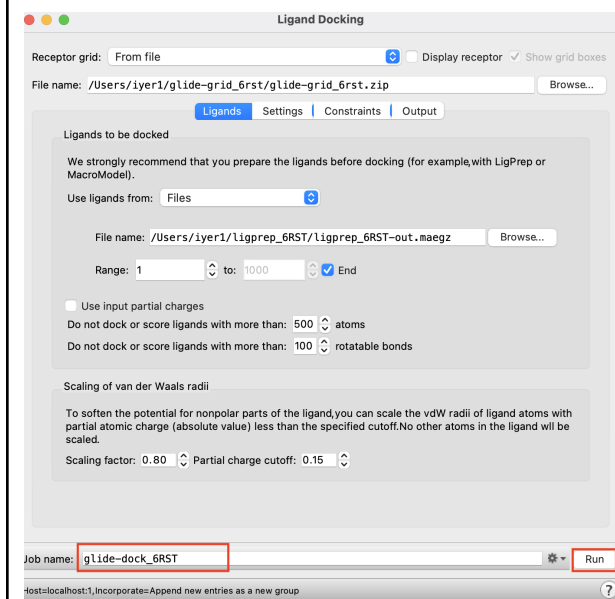 Ligand Docking
Receptor grid: From file Display receptor Show grid boxes
File name: /Users/iyer1/glide-grid_6rst/glide-grid_6rst.zip Browse...
Ligands Settings Constraints Output
Ligands to be docked
We strongly recommend that you prepare the ligands before docking (for example,with LigPrep or
MacroModel).
Use ligands from: Files
File name: /Users/iyer1/ligprep_6RST/ligprep_6RST-out.maegz Browse...
Range: 1 to: 1000 End
Use input partial charges
Do not dock or score ligands with more than: 500 atoms
Do not dock or score ligands with more than: 100 rotatable bonds
Scaling of van der Waals radii
To soften the potential for nonpolar parts of the ligand,you can scale the vdW radii of ligand atoms with
partial atomic charge (absolute value) less than the specified cutoff.No other atoms in the ligand wll be
scaled.
Scaling factor: 0.80 Partial charge cutoff: 0.15
Job name: glide-dock_6RST Run
Host=localhost:1,Incorporate=Append new entries as a new group ?